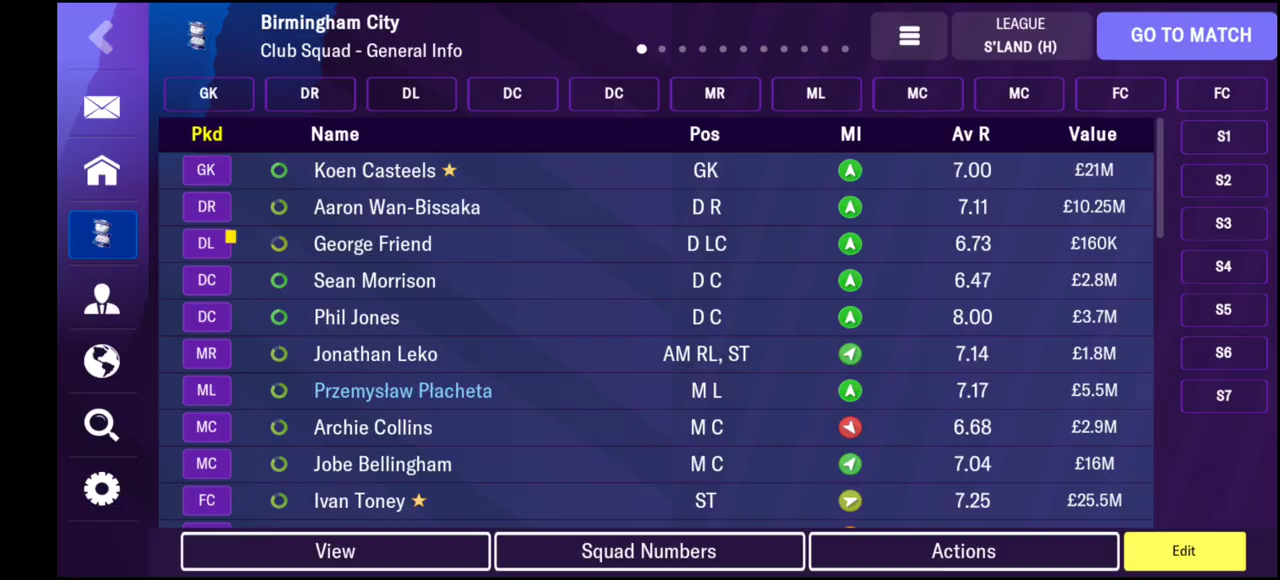 Birmingham City
Club Squad - General Info
LEAGUE
S'LAND (H)
GO TO MATCH
GK DR DL DC DC MR ML MC MC FC FC
Pkd Name Pos Ml Av R Value
GK Koen Casteels GK 7.00 £21M
DR Aaron Wan-Bissaka D R 7.11 £10.25M
DL George Friend D LC 6.73 £160K
DC Sean Morrison D C 6.47 £2.8M
DC Phil Jones D C 8.00 £3.7M
MR Jonathan Leko AM RL, ST 7.14 £1.8M
ML Przemysław Placheta M L 7.17 £5.5M
MC Archie Collins M C 6.68 £2.9M
MC Jobe Bellingham M C 7.04 £16M
FC Ivan Toney ST 7.25 £25.5M
S1
S2
S3
S4
S5
S6
S7
View Squad Numbers Actions Edit